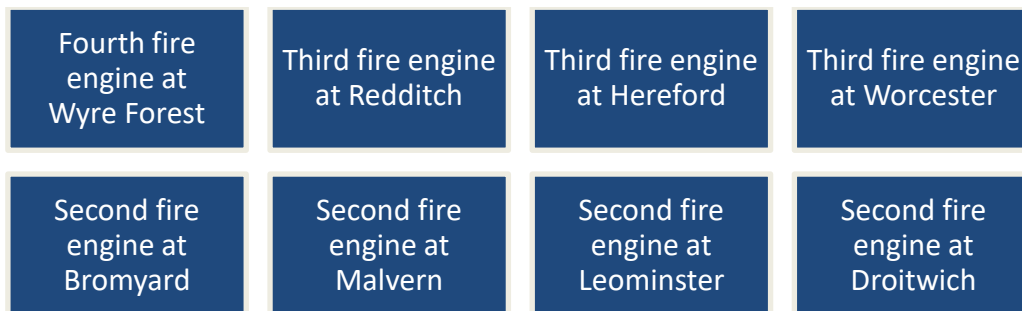 Fourth fire
engine at
Wyre Forest
Third fire engine
at Redditch
Third fire engine
at Hereford
Third fire engine
at Worcester
Second fire
engine at
Bromyard
Second fire
engine at
Malvern
Second fire
engine at
Leominster
Second fire
engine at
Droitwich